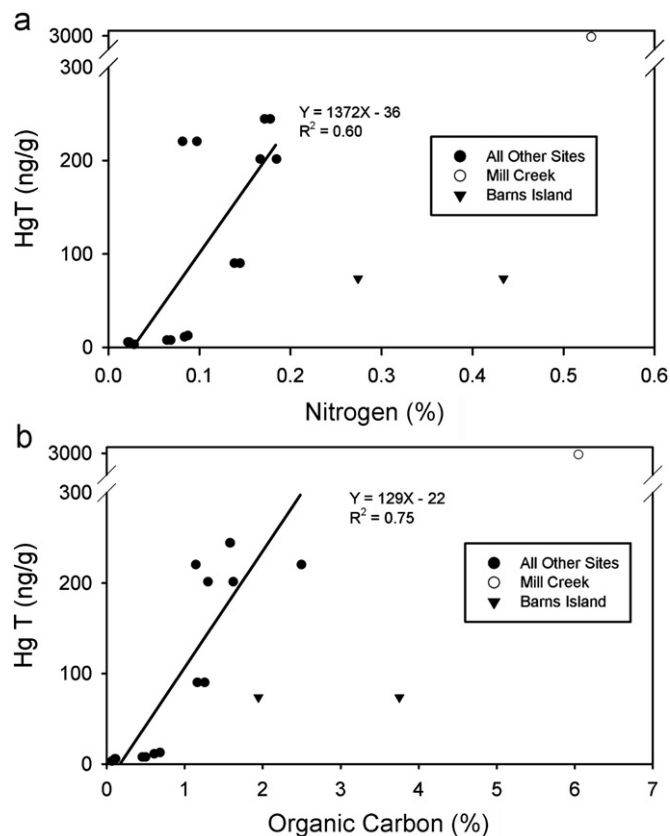 a
3000
300
200
100
0
HgT (ng/g)
Y = 1372X - 36
R² = 0.60
All Other Sites
Mill Creek
Barns Island
0.0 0.1 0.2 0.3 0.4 0.5 0.6
Nitrogen (%)
b
3000
300
200
100
0
Hg T (ng/g)
Y = 129X - 22
R² = 0.75
All Other Sites
Mill Creek
Barns Island
0 1 2 3 4 5 6 7
Organic Carbon (%)